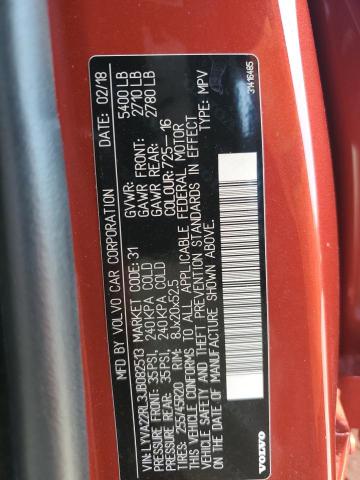 MFD BY VOLVO CAR CORPORATION DATE: 02/18
GVWR: 5400 LB
GAWR FRONT: 2710 LB
GAWR REAR: 2780 LB
VIN: LYVA22RL3JB082513 MARKET CODE: 31 COLOUR: 725— 16
PRESSURE FRONT: 35PSI, 240KPA COLD TYPE: MPV
PRESSURE REAR: 35PSI, 240KPA COLD
TIRES: 255/45R20 RIM: 8Jx20x52.5
THIS VEHICLE CONFORMS TO ALL APPLICABLE FEDERAL MOTOR
VEHICLE SAFETY AND THEFT PREVENTION STANDARDS IN EFFECT
ON THE DATE OF MANUFACTURE SHOWN ABOVE.
VOLVO
31416485